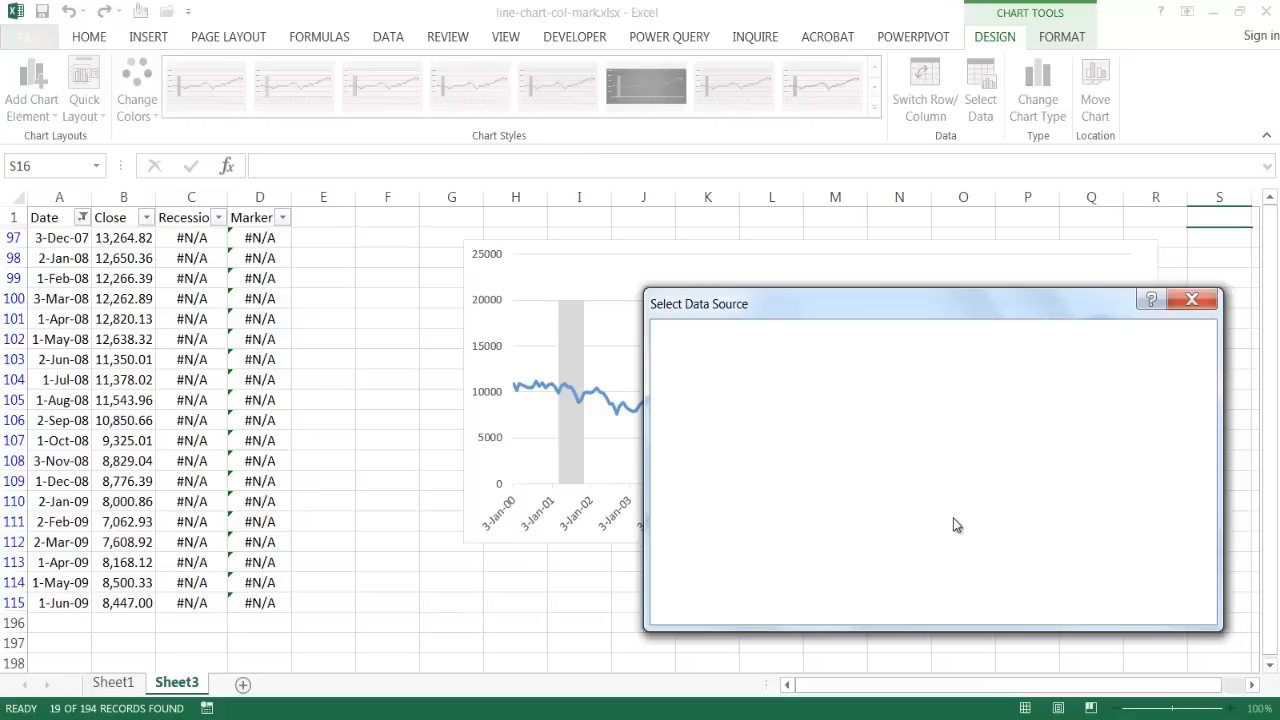 line-chart-col-mark.xlsx - Excel
CHART TOOLS
FILE HOME INSERT PAGE LAYOUT FORMULAS DATA REVIEW VIEW DEVELOPER POWER QUERY INQUIRE ACROBAT POWERPIVOT DESIGN FORMAT Sign in
Add Chart Element
Quick Layout
Change Colors
Switch Row/ Column
Select Data
Change Chart Type
Move Chart
Chart Layouts Chart Styles Data Type Location
S16 fx
A B C D E F G H I J K L M N O P Q R S
1 Date Close Recessio Marker
97 3-Dec-07 13,264.82 #N/A #N/A
98 2-Jan-08 12,650.36 #N/A #N/A
99 1-Feb-08 12,266.39 #N/A #N/A
100 3-Mar-08 12,262.89 #N/A #N/A
101 1-Apr-08 12,820.13 #N/A #N/A
102 1-May-08 12,638.32 #N/A #N/A
103 2-Jun-08 11,350.01 #N/A #N/A
104 1-Jul-08 11,378.02 #N/A #N/A
105 1-Aug-08 11,543.96 #N/A #N/A
106 2-Sep-08 10,850.66 #N/A #N/A
107 1-Oct-08 9,325.01 #N/A #N/A
108 3-Nov-08 8,829.04 #N/A #N/A
109 1-Dec-08 8,776.39 #N/A #N/A
110 2-Jan-09 8,000.86 #N/A #N/A
111 2-Feb-09 7,062.93 #N/A #N/A
112 2-Mar-09 7,608.92 #N/A #N/A
113 1-Apr-09 8,168.12 #N/A #N/A
114 1-May-09 8,500.33 #N/A #N/A
115 1-Jun-09 8,447.00 #N/A #N/A
196
197
198
25000
20000
15000
10000
5000
0
3-Jan-00 3-Jan-01 3-Jan-02 3-Jan-03
Select Data Source
Sheet1 Sheet3
READY 19 OF 194 RECORDS FOUND 100%